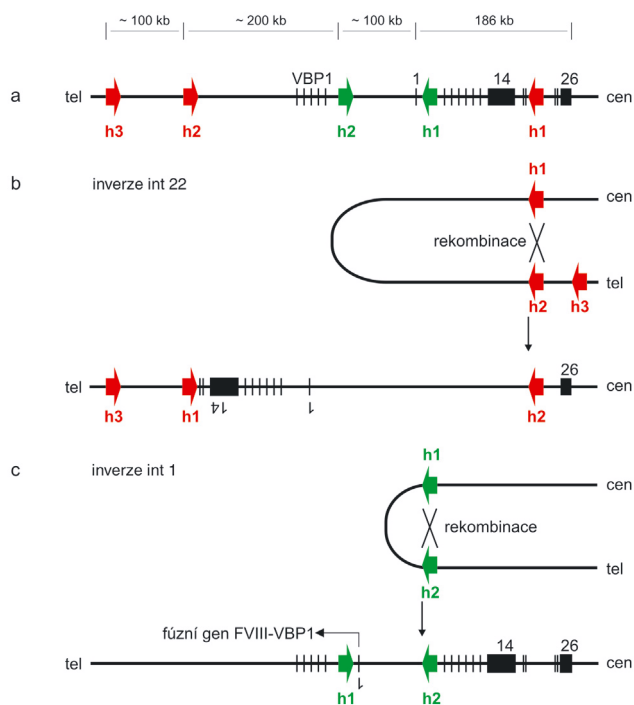 ~ 100 kb ~ 200 kb ~ 100 kb 186 kb
VBP1 1 14 26
a tel cen
h3 h2 h2 h1 h1
h1
b inverze int 22 cen
rekombinace
tel
h2 h3
26
tel cen
14 1
h3 h1 h2
h1
c inverze int 1 cen
rekombinace
tel
h2
fúzní gen FVIII-VBP1
14 26
tel cen
1
h1 h2